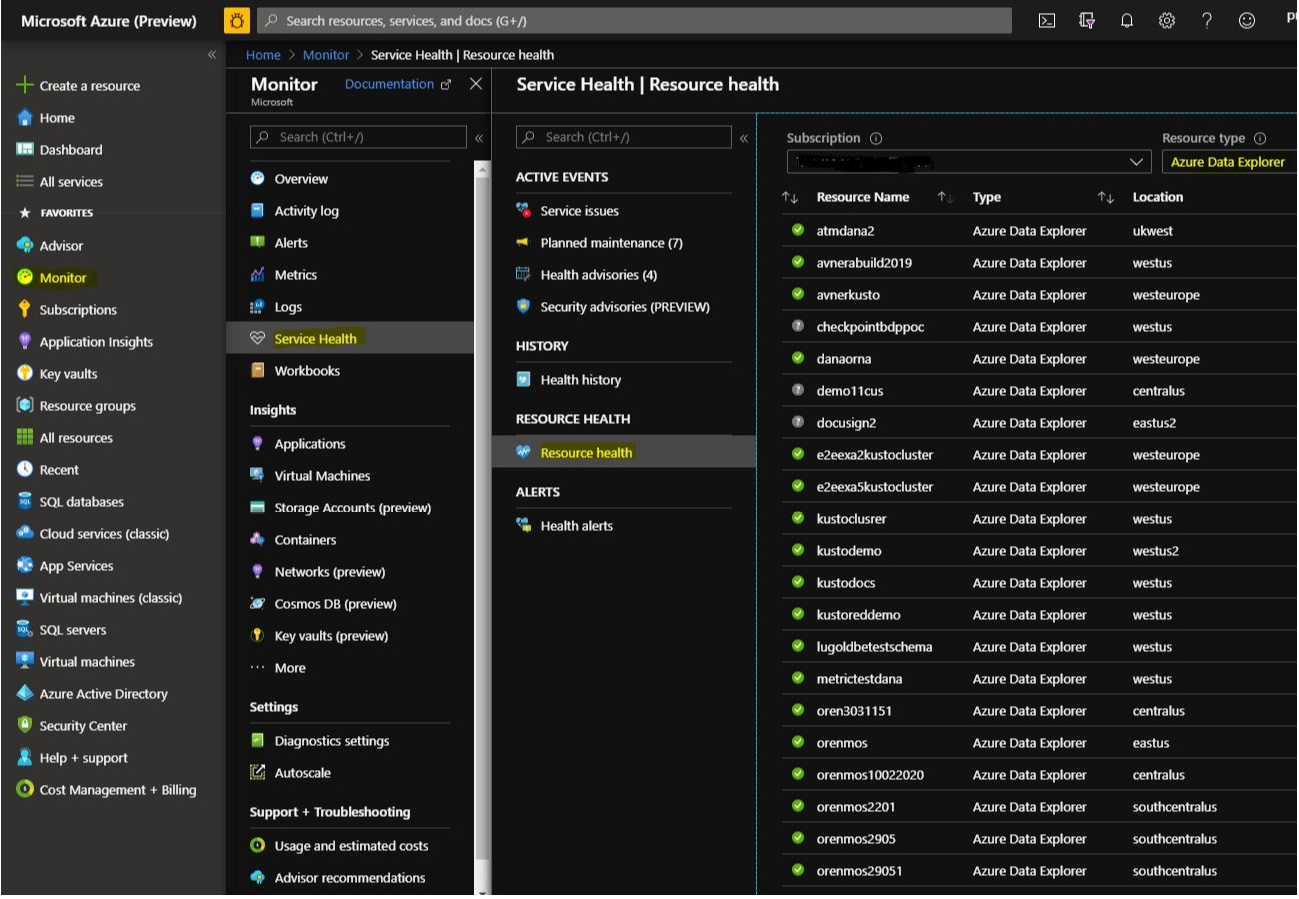 Microsoft Azure (Preview)
Search resources, services, and docs (G+/)
Home > Monitor > Service Health | Resource health
Create a resource
Home
Dashboard
All services
FAVORITES
Advisor
Monitor
Subscriptions
Application Insights
Key vaults
Resource groups
All resources
Recent
SQL databases
Cloud services (classic)
App Services
Virtual machines (classic)
SQL servers
Virtual machines
Azure Active Directory
Security Center
Help + support
Cost Management + Billing
Monitor
Documentation
Microsoft
Search (Ctrl+/)
Overview
Activity log
Alerts
Metrics
Logs
Service Health
Workbooks
Insights
Applications
Virtual Machines
Storage Accounts (preview)
Containers
Networks (preview)
Cosmos DB (preview)
Key vaults (preview)
More
Settings
Diagnostics settings
Autoscale
Support + Troubleshooting
Usage and estimated costs
Advisor recommendations
Service Health | Resource health
Search (Ctrl+/)
ACTIVE EVENTS
Service issues
Planned maintenance (7)
Health advisories (4)
Security advisories (PREVIEW)
HISTORY
Health history
RESOURCE HEALTH
Resource health
ALERTS
Health alerts
Subscription
Resource type
Azure Data Explorer
Resource Name Type Location
atmdana2 Azure Data Explorer ukwest
avnerabuild2019 Azure Data Explorer westus
avnerkusto Azure Data Explorer westeurope
checkpointbdppoc Azure Data Explorer westus
danaorna Azure Data Explorer westeurope
demo11cus Azure Data Explorer centralus
docusign2 Azure Data Explorer eastus2
e2eexa2kustocluster Azure Data Explorer westeurope
e2eexa5kustocluster Azure Data Explorer westeurope
kustoclusrer Azure Data Explorer westus
kustodemo Azure Data Explorer westus2
kustodocs Azure Data Explorer westus
kustoreddemo Azure Data Explorer westus
lugoldbetestschema Azure Data Explorer westus
metrictestdana Azure Data Explorer westus
oren3031151 Azure Data Explorer centralus
orenmos Azure Data Explorer eastus
orenmos10022020 Azure Data Explorer centralus
orenmos2201 Azure Data Explorer southcentralus
orenmos2905 Azure Data Explorer southcentralus
orenmos29051 Azure Data Explorer southcentralus